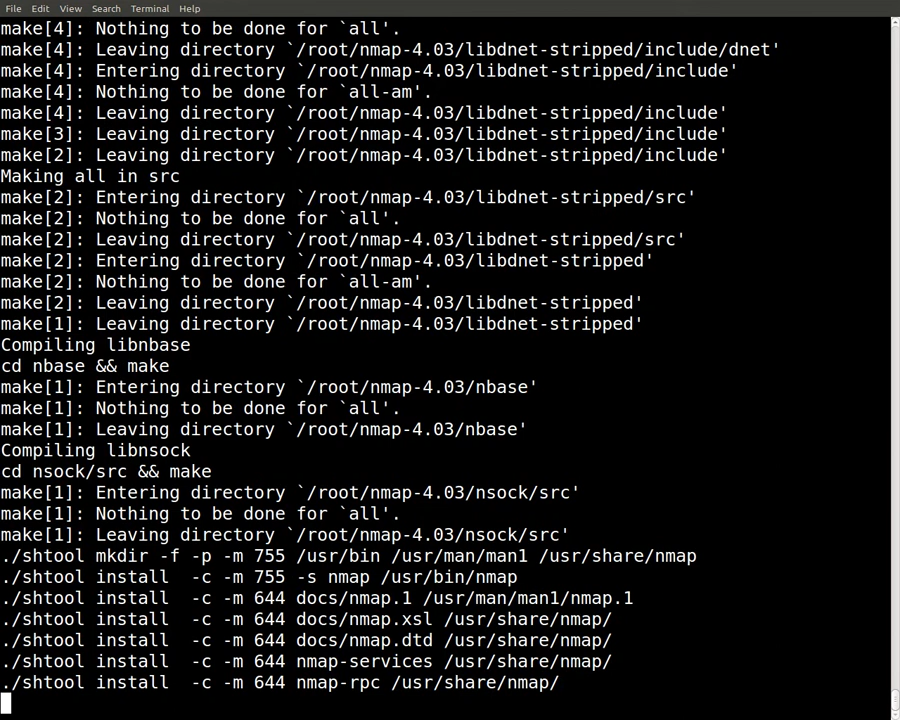 File Edit View Search Terminal Help
make[4]: Nothing to be done for `all'.
make[4]: Leaving directory `/root/nmap-4.03/libdnet-stripped/include/dnet'
make[4]: Entering directory `/root/nmap-4.03/libdnet-stripped/include'
make[4]: Nothing to be done for `all-am'.
make[4]: Leaving directory `/root/nmap-4.03/libdnet-stripped/include'
make[3]: Leaving directory `/root/nmap-4.03/libdnet-stripped/include'
make[2]: Leaving directory `/root/nmap-4.03/libdnet-stripped/include'
Making all in src
make[2]: Entering directory `/root/nmap-4.03/libdnet-stripped/src'
make[2]: Nothing to be done for `all'.
make[2]: Leaving directory `/root/nmap-4.03/libdnet-stripped/src'
make[2]: Entering directory `/root/nmap-4.03/libdnet-stripped'
make[2]: Nothing to be done for `all-am'.
make[2]: Leaving directory `/root/nmap-4.03/libdnet-stripped'
make[1]: Leaving directory `/root/nmap-4.03/libdnet-stripped'
Compiling libnbase
cd nbase && make
make[1]: Entering directory `/root/nmap-4.03/nbase'
make[1]: Nothing to be done for `all'.
make[1]: Leaving directory `/root/nmap-4.03/nbase'
Compiling libnsock
cd nsock/src && make
make[1]: Entering directory `/root/nmap-4.03/nsock/src'
make[1]: Nothing to be done for `all'.
make[1]: Leaving directory `/root/nmap-4.03/nsock/src'
./shtool mkdir -f -p -m 755 /usr/bin /usr/man/man1 /usr/share/nmap
./shtool install  -c -m 755 -s nmap /usr/bin/nmap
./shtool install  -c -m 644 docs/nmap.1 /usr/man/man1/nmap.1
./shtool install  -c -m 644 docs/nmap.xsl /usr/share/nmap/
./shtool install  -c -m 644 docs/nmap.dtd /usr/share/nmap/
./shtool install  -c -m 644 nmap-services /usr/share/nmap/
./shtool install  -c -m 644 nmap-rpc /usr/share/nmap/